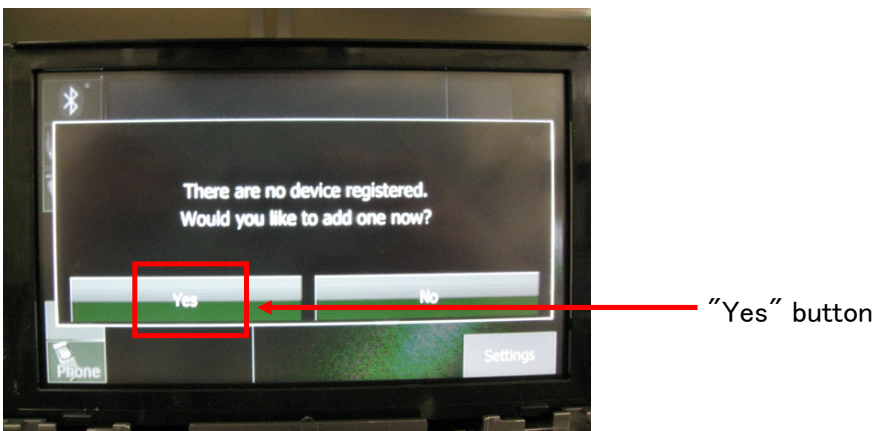 There are no device registered.
Would you like to add one now?
Yes
No
"Yes" button
Settings
Phone